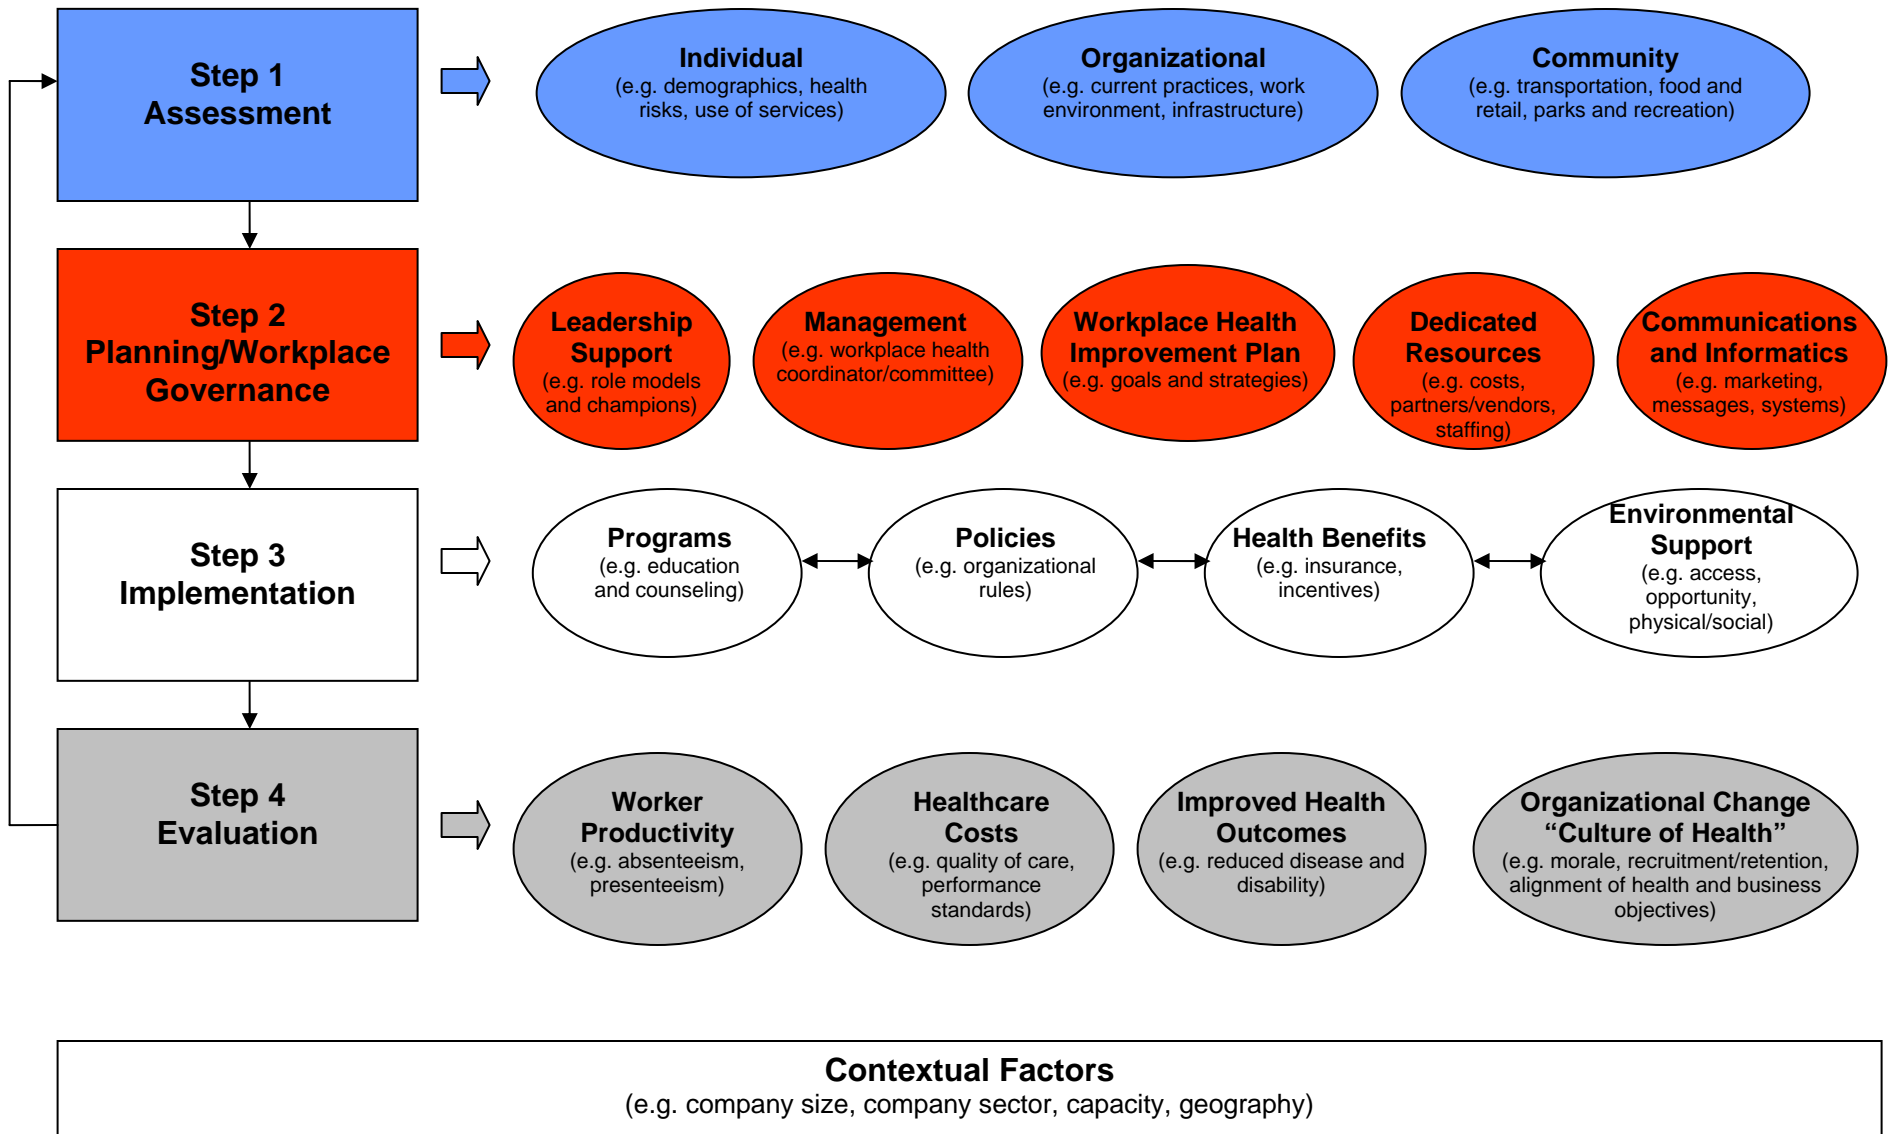 Step 1
Assessment
Individual
(e.g. demographics, health
risks, use of services)
Organizational
(e.g. current practices, work
environment, infrastructure)
Community
(e.g. transportation, food and
retail, parks and recreation)
Step 2
Planning/Workplace
Governance
Leadership
Support
(e.g. role models
and champions)
Management
(e.g. workplace health
coordinator/committee)
Workplace Health
Improvement Plan
(e.g. goals and strategies)
Dedicated
Resources
(e.g. costs,
partners/vendors,
staffing)
Communications
and Informatics
(e.g. marketing,
messages, systems)
Step 3
Implementation
Programs
(e.g. education
and counseling)
Policies
(e.g. organizational
rules)
Health Benefits
(e.g. insurance,
incentives)
Environmental
Support
(e.g. access,
opportunity,
physical/social)
Step 4
Evaluation
Worker
Productivity
(e.g. absenteeism,
presenteeism)
Healthcare
Costs
(e.g. quality of care,
performance
standards)
Improved Health
Outcomes
(e.g. reduced disease and
disability)
Organizational Change
“Culture of Health”
(e.g. morale, recruitment/retention,
alignment of health and business
objectives)
Contextual Factors
(e.g. company size, company sector, capacity, geography)